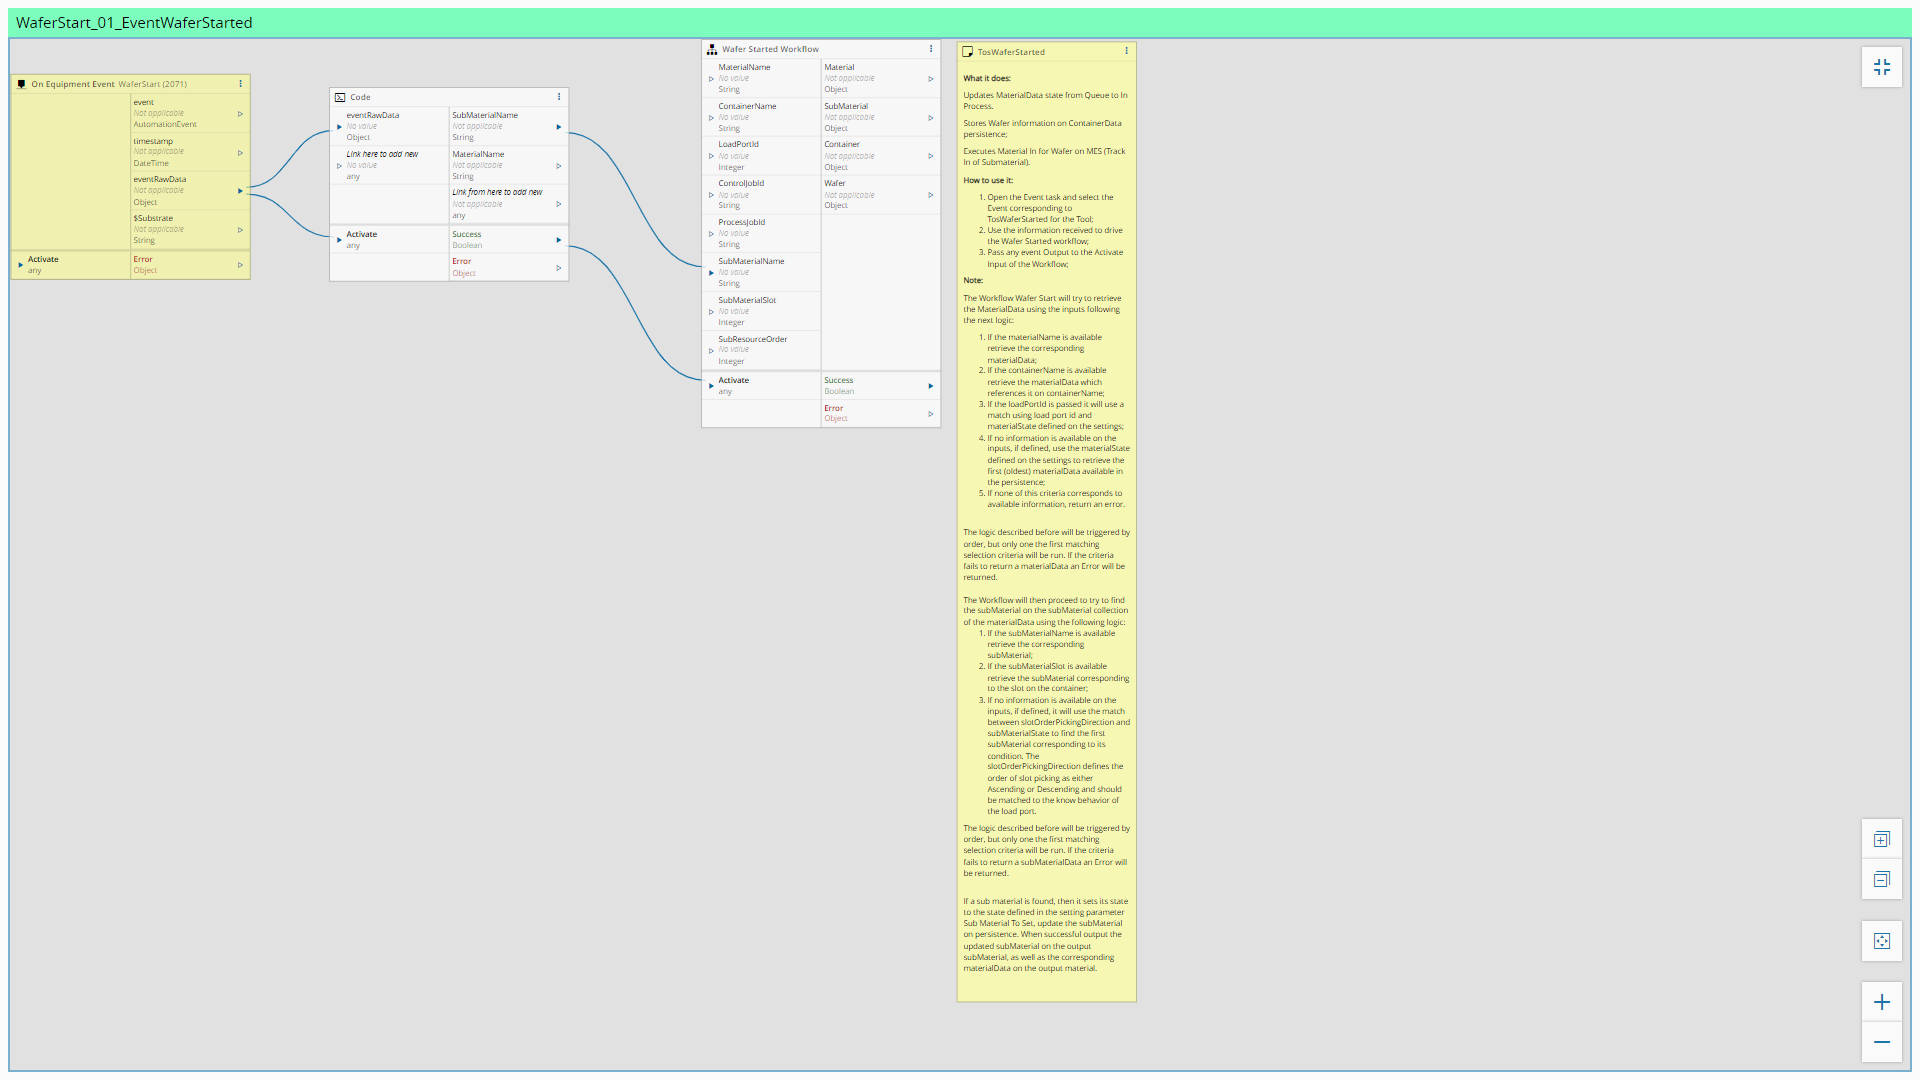 WaferStart_01_EventWaferStarted
On Equipment Event WaferStart (2071)
event
Not applicable
AutomationEvent
timestamp
Not applicable
DateTime
eventRawData
Not applicable
Object
$Substrate
Not applicable
String
Activate
any
Error
Object
Code
eventRawData
No value
Object
Link here to add new
No value
any
SubMaterialName
Not applicable
String
MaterialName
Not applicable
String
Link from here to add new
Not applicable
any
Activate
any
Success
Boolean
Error
Object
Wafer Started Workflow
MaterialName
No value
String
ContainerName
No value
String
LoadPortId
No value
Integer
ControlJobId
No value
String
ProcessJobId
No value
String
SubMaterialName
No value
String
SubMaterialSlot
No value
Integer
SubResourceOrder
No value
Integer
Material
Not applicable
Object
SubMaterial
Not applicable
Object
Container
Not applicable
Object
Wafer
Not applicable
Object
Activate
any
Success
Boolean
Error
Object
TosWaferStarted
What it does:
Updates MaterialData state from Queue to In
Process.
Stores Wafer information on ContainerData
persistence;
Executes Material In for Wafer on MES (Track
In of Submaterial).
How to use it:
1. Open the Event task and select the
Event corresponding to
TosWaferStarted for the Tool;
2. Use the information received to drive
the Wafer Started workflow;
3. Pass any event Output to the Activate
Input of the Workflow;
Note:
The Workflow Wafer Start will try to retrieve
the MaterialData using the inputs following
the next logic:
1. If the materialName is available
retrieve the corresponding
materialData;
2. If the containerName is available
retrieve the materialData which
references it on containerName;
3. If the loadPortId is passed it will use a
match using load port id and
materialState defined on the settings;
4. If no information is available on the
inputs, if defined, use the materialState
defined on the settings to retrieve the
first (oldest) materialData available in
the persistence;
5. If none of this criteria corresponds to
available information, return an error.
The logic described before will be triggered by
order, but only one the first matching
selection criteria will be run. If the criteria
fails to return a materialData an Error will be
returned.
The Workflow will then proceed to try to find
the subMaterial on the subMaterial collection
of the materialData using the following logic:
1. If the subMaterialName is available
retrieve the corresponding
subMaterial;
2. If the subMaterialSlot is available
retrieve the subMaterial corresponding
to the slot on the container;
3. If no information is available on the
inputs, if defined, it will use the match
between slotOrderPickingDirection and
subMaterialState to find the first
subMaterial corresponding to its
condition. The
slotOrderPickingDirection defines the
order of slot picking as either
Ascending or Descending and should
be matched to the know behavior of
the load port.
The logic described before will be triggered by
order, but only one the first matching
selection criteria will be run. If the criteria
fails to return a subMaterialData an Error will
be returned.
If a sub material is found, then it sets its state
to the state defined in the setting parameter
Sub Material To Set, update the subMaterial
on persistence. When successful output the
updated subMaterial on the output
subMaterial, as well as the corresponding
materialData on the output material.